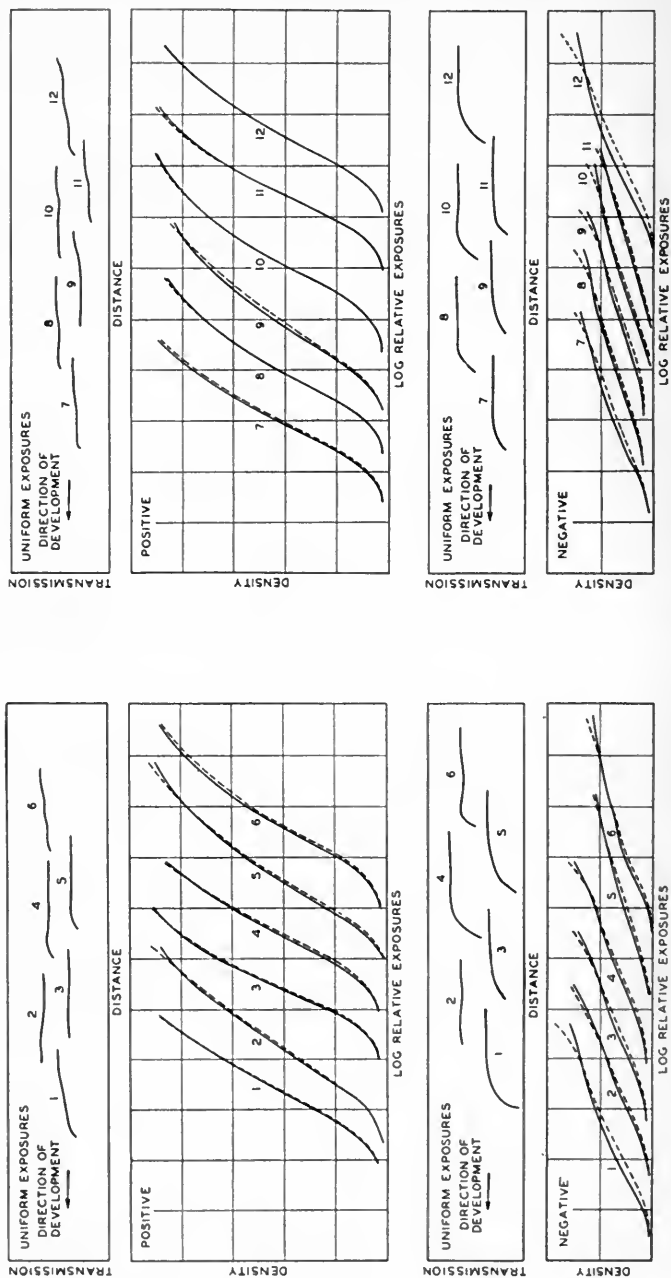 UNIFORM EXPOSURES
DIRECTION OF
DEVELOPMENT
1
2
3
4
5
6
TRANSMISSION
DISTANCE
POSITIVE
1
2
3
4
5
6
DENSITY
LOG RELATIVE EXPOSURES
UNIFORM EXPOSURES
DIRECTION OF
DEVELOPMENT
1
2
3
4
5
6
TRANSMISSION
DISTANCE
NEGATIVE
1
2
3
4
5
6
DENSITY
LOG RELATIVE EXPOSURES
UNIFORM EXPOSURES
DIRECTION OF
DEVELOPMENT
7
8
9
10
11
12
TRANSMISSION
DISTANCE
POSITIVE
7
8
9
10
11
12
DENSITY
LOG RELATIVE EXPOSURES
UNIFORM EXPOSURES
DIRECTION OF
DEVELOPMENT
7
8
9
10
11
12
TRANSMISSION
DISTANCE
NEGATIVE
7
8
9
10
11
12
DENSITY
LOG RELATIVE EXPOSURES